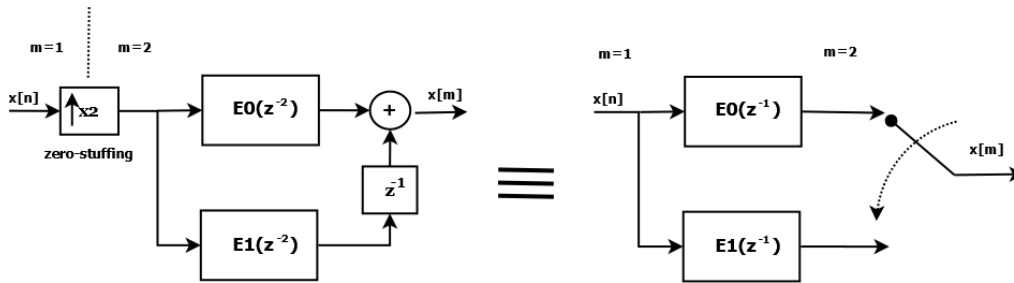 m=1
m=2
x[n]
x2
zero-stuffing
E0(z⁻²)
+
x[m]
z⁻¹
E1(z⁻²)
m=1
m=2
x[n]
E0(z⁻¹)
x[m]
E1(z⁻¹)